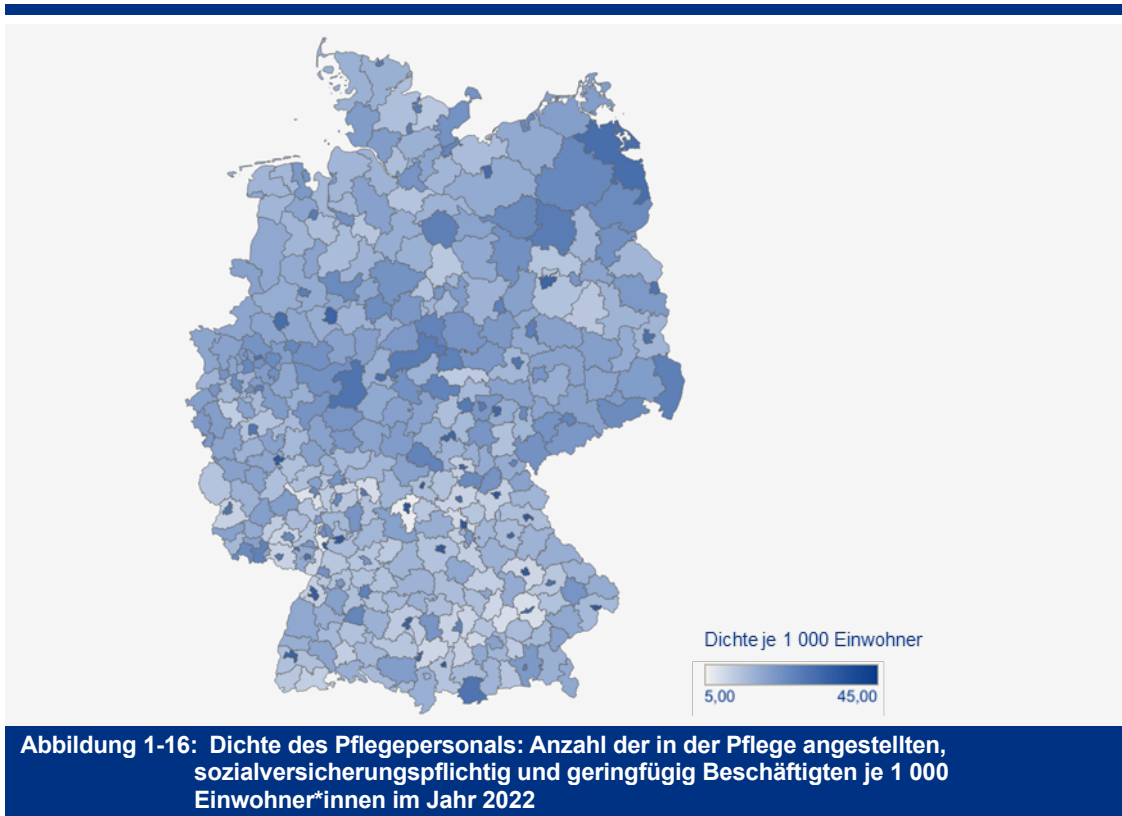 Dichte je 1 000 Einwohner
5,00 45,00
Abbildung 1-16: Dichte des Pflegepersonals: Anzahl der in der Pflege angestellten,
sozialversicherungspflichtig und geringfügig Beschäftigten je 1 000
Einwohner*innen im Jahr 2022